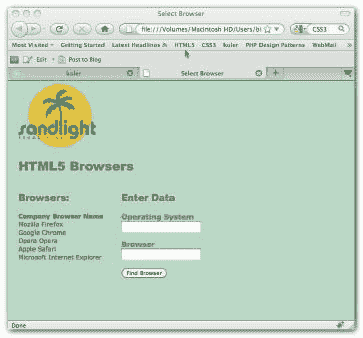 Select Browser
file:///Volumes/Macintosh HD/Users/bi
CSS3
Most Visited Getting Started Latest Headlines HTML5 CSS3 kuler PHP Design Patterns WebMail »
Edit Post to Blog
kuler Select Browser
sandlight
HTML5 Browsers
Browsers: Enter Data
Company Browser Name
Mozilla Firefox
Google Chrome
Opera Opera
Apple Safari
Microsoft Internet Explorer
Operating System
Browser
Find Browser
Done